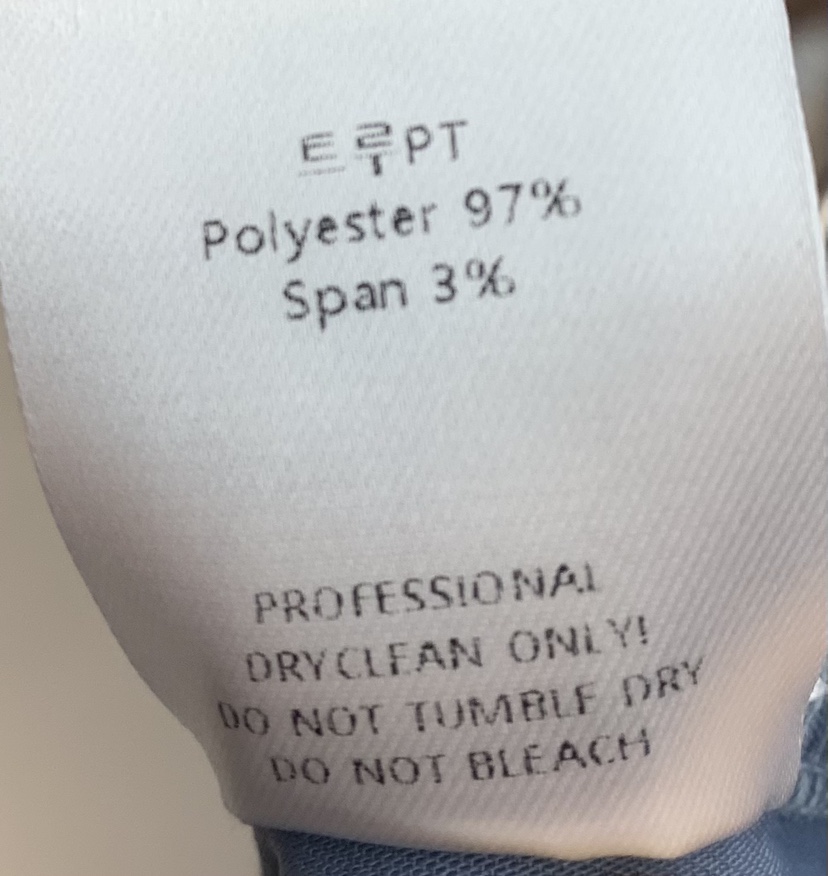 트루PT
Polyester 97%
Span 3%
PROFESSIONAL
DRYCLEAN ONLY!
DO NOT TUMBLE DRY
DO NOT BLEACH